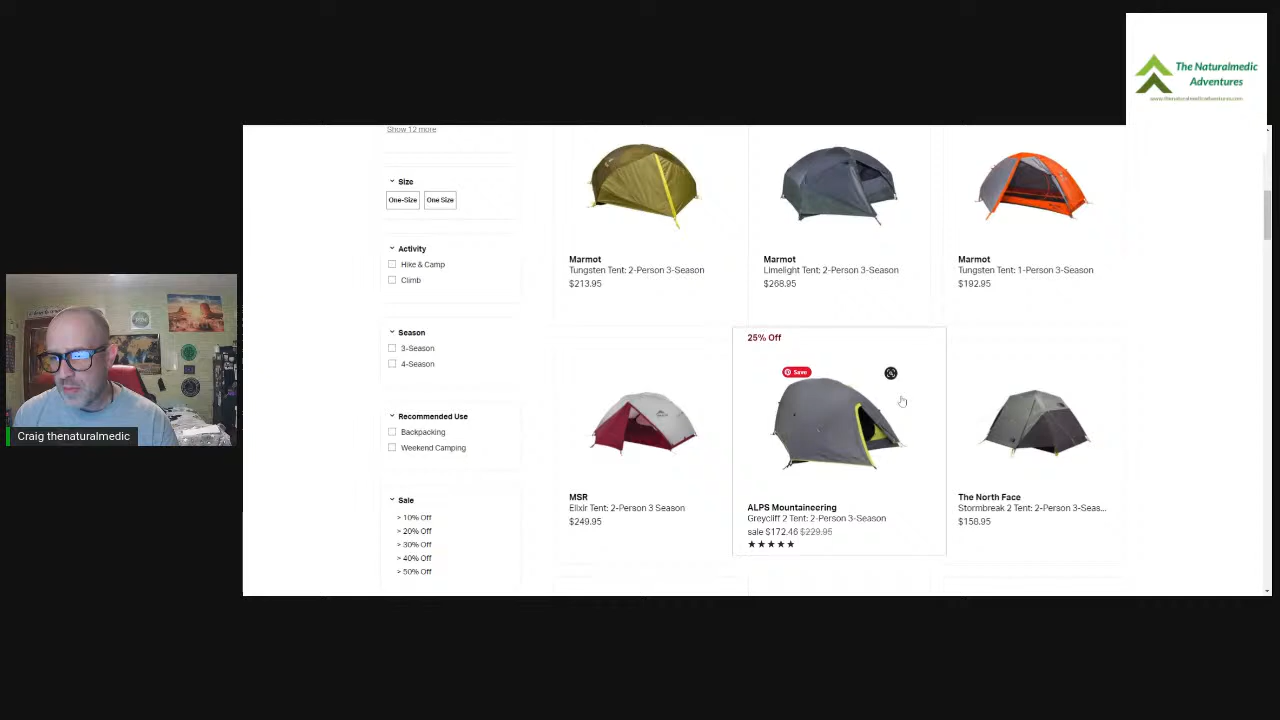 The Naturalmedic
Adventures
www.thenaturalmedicadventures.com
Show 12 more
Size
One-Size
One Size
Activity
Hike & Camp
Climb
Season
3-Season
4-Season
Recommended Use
Backpacking
Weekend Camping
Sale
> 10% Off
> 20% Off
> 30% Off
> 40% Off
> 50% Off
Marmot
Tungsten Tent: 2-Person 3-Season
$213.95
Marmot
Limelight Tent: 2-Person 3-Season
$268.95
Marmot
Tungsten Tent: 1-Person 3-Season
$192.95
MSR
Elixir Tent: 2-Person 3 Season
$249.95
25% Off
Save
ALPS Mountaineering
Greycliff 2 Tent: 2-Person 3-Season
sale $172.46 $229.95
The North Face
Stormbreak 2 Tent: 2-Person 3-Seas...
$158.95
Craig thenaturalmedic